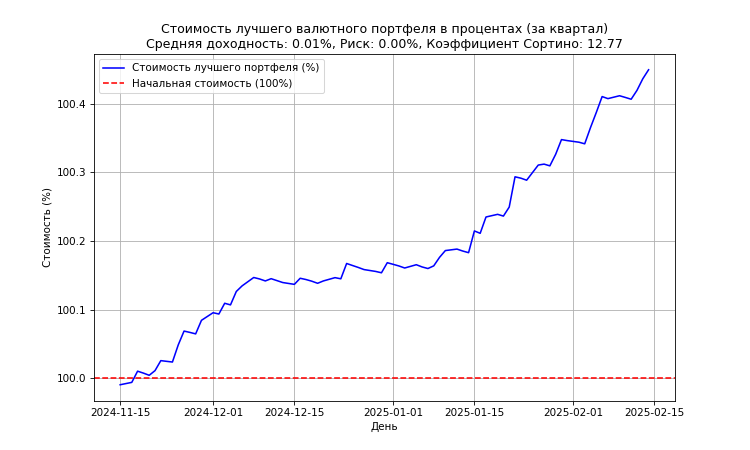 Стоимость лучшего валютного портфеля в процентах (за квартал)
Средняя доходность: 0.01%, Риск: 0.00%, Коэффициент Сортино: 12.77
Стоимость лучшего портфеля (%)
Начальная стоимость (100%)
Стоимость (%)
100.4
100.3
100.2
100.1
100.0
2024-11-15 2024-12-01 2024-12-15 2025-01-01 2025-01-15 2025-02-01 2025-02-15
День